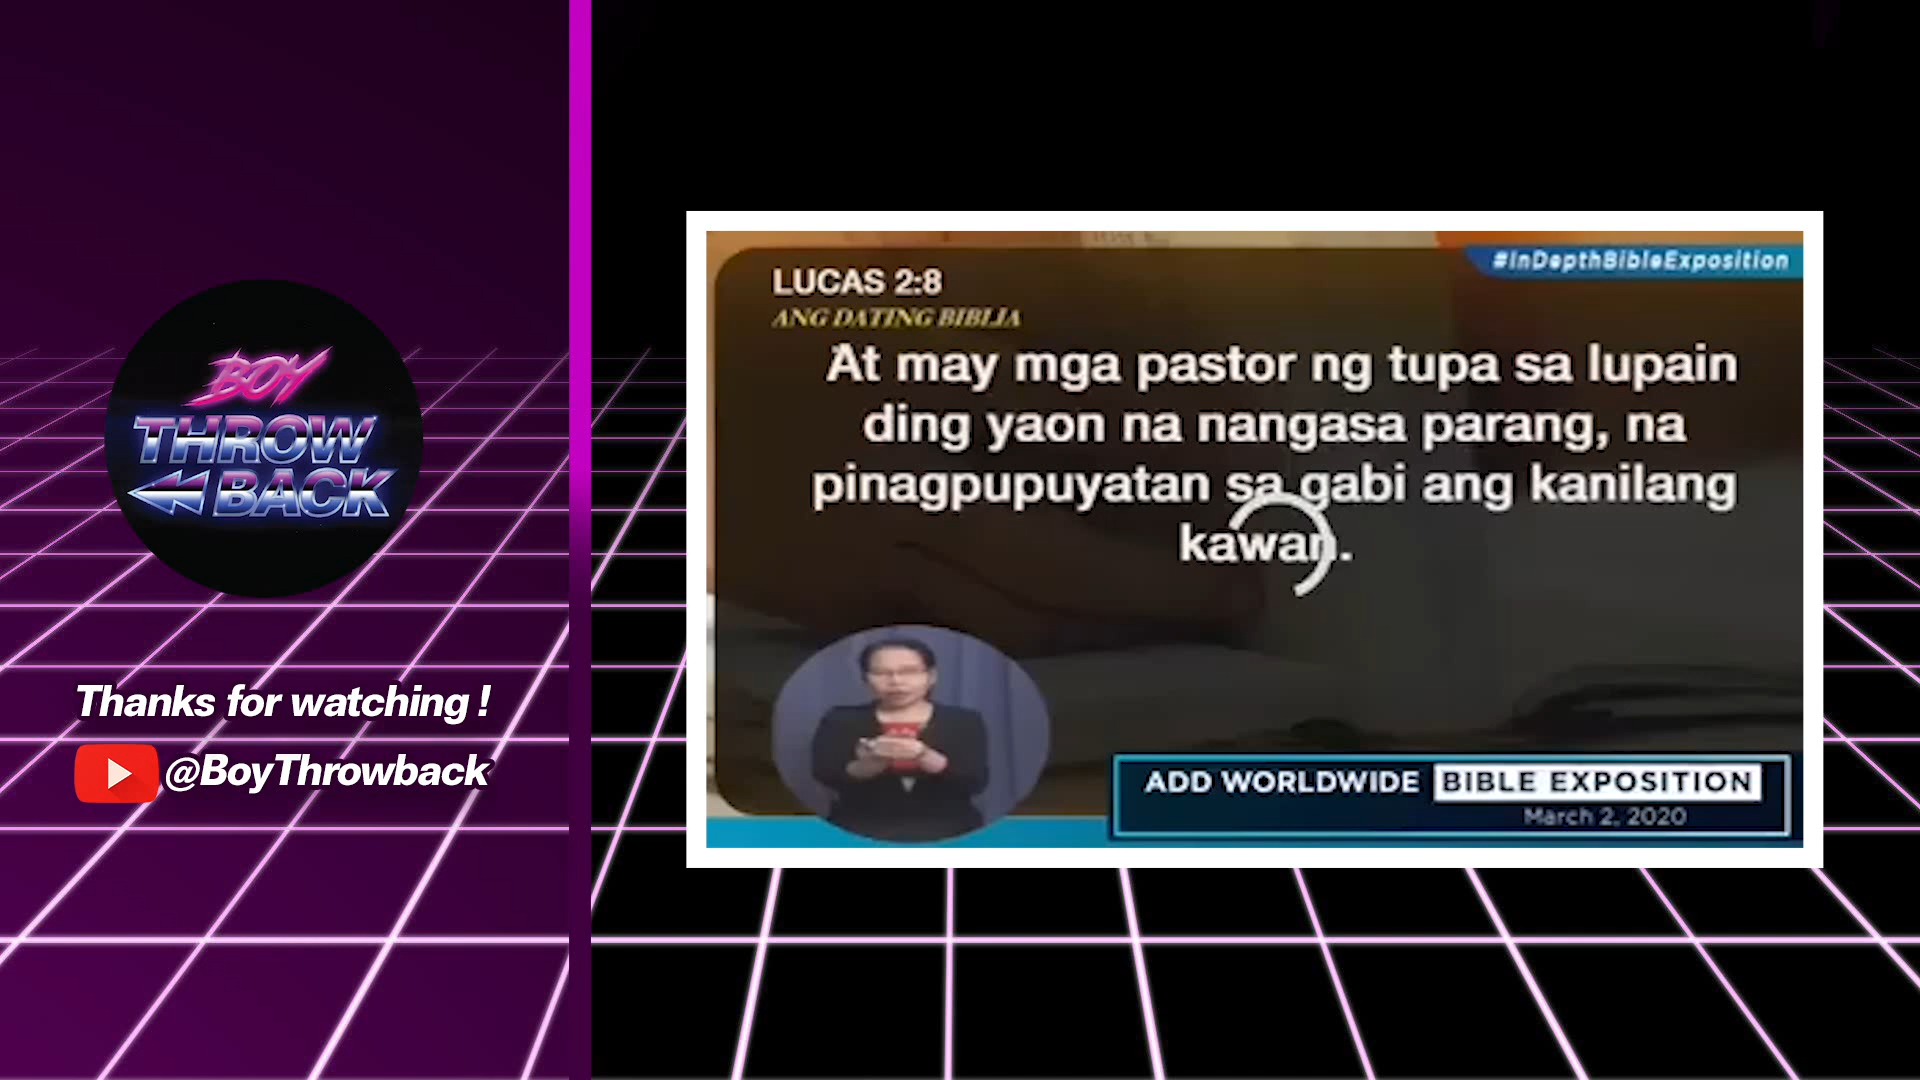 BOY
THROW
BACK
Thanks for watching !
@BoyThrowback
#InDepthBibleExposition
LUCAS 2:8
ANG DATING BIBLIA
At may mga pastor ng tupa sa lupain
ding yaon na nangasa parang, na
pinagpupuyatan sa gabi ang kanilang
kawan.
ADD WORLDWIDE BIBLE EXPOSITION
March 2, 2020